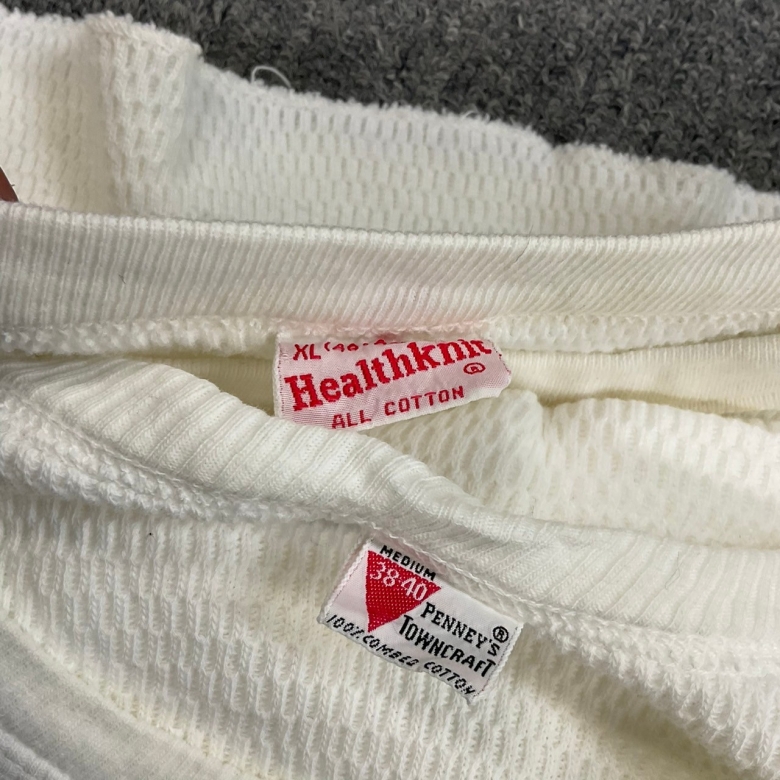 XL
Healthknit
®
ALL COTTON
MEDIUM
38-40
PENNEY'S ®
TOWNCRAFT
100% COMBED COTTON